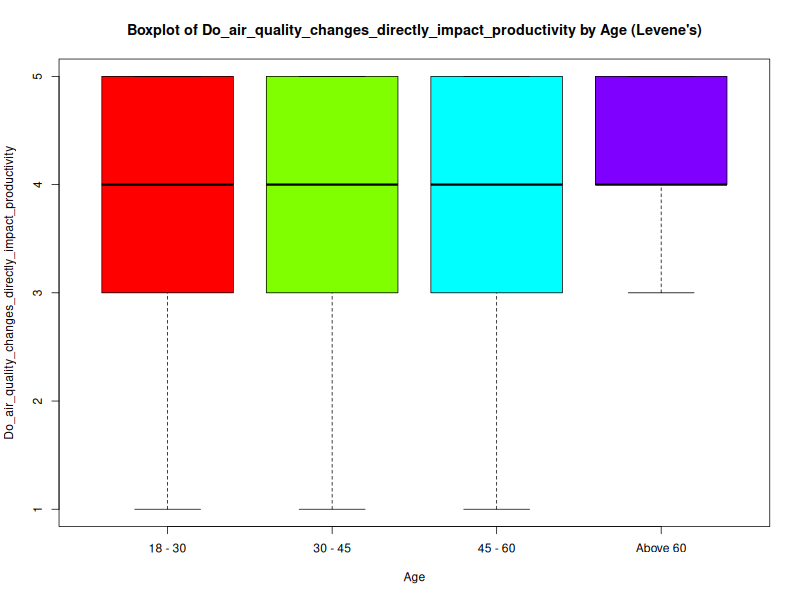 Boxplot of Do_air_quality_changes_directly_impact_productivity by Age (Levene's)
Do_air_quality_changes_directly_impact_productivity
5
4
3
2
1
18 - 30
30 - 45
45 - 60
Above 60
Age